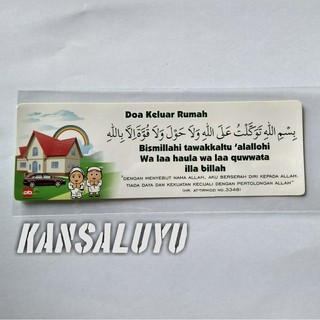 Doa Keluar Rumah
بِسْمِ اللهِ تَوَكَّلْتُ عَلَى اللهِ وَلَا حَوْلَ وَلَا قُوَّةَ اِلَّا بِاللهِ
Bismillahi tawakkaltu ‘alallohi
Wa laa haula wa laa quwwata
illa billah
"DENGAN MENYEBUT NAMA ALLAH, AKU BERSERAH DIRI KEPADA ALLAH.
TIADA DAYA DAN KEKUATAN KECUALI DENGAN PERTOLONGAN ALLAH"
(HR. AT-TIRMIDZI NO. 3348)
KANSALUYU